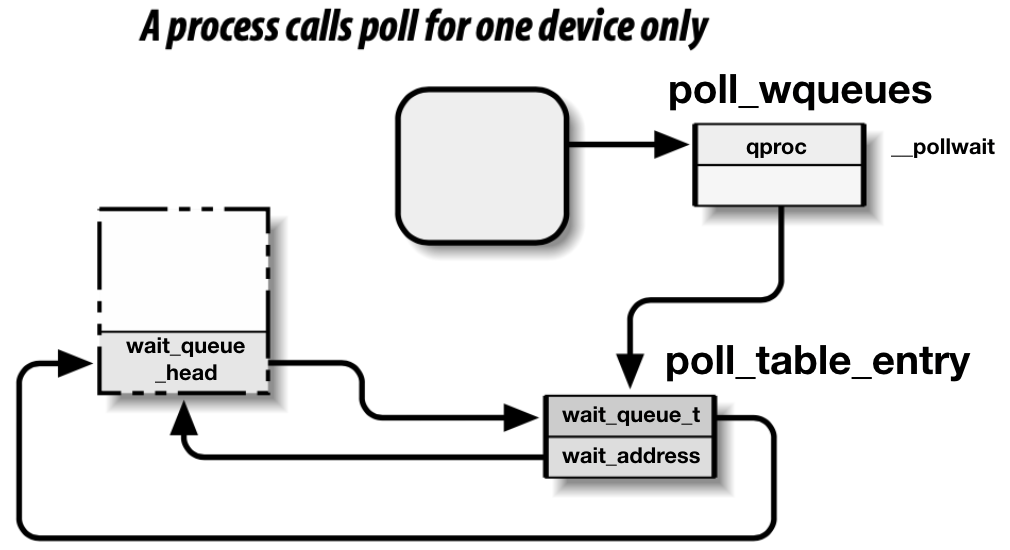 A process calls poll for one device only
poll_wqueues
qproc
__pollwait
wait_queue
_head
poll_table_entry
wait_queue_t
wait_address